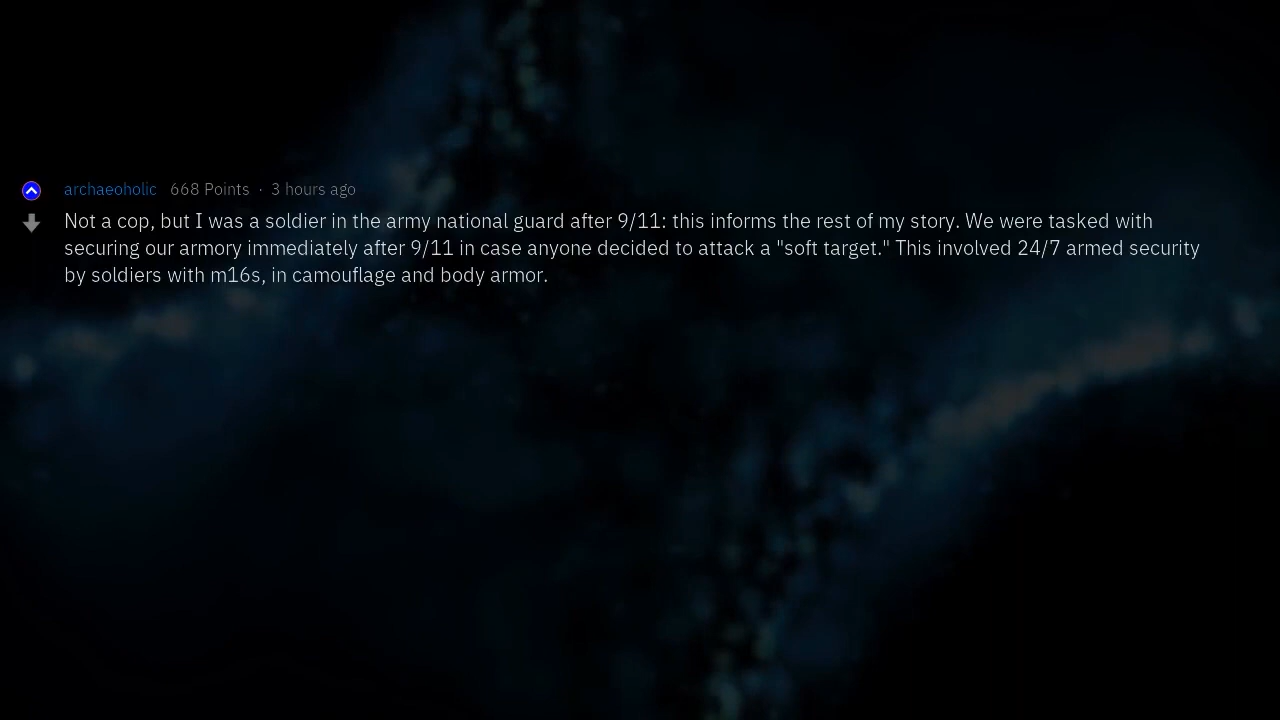 archaeoholic 668 Points · 3 hours ago
Not a cop, but I was a soldier in the army national guard after 9/11: this informs the rest of my story. We were tasked with
securing our armory immediately after 9/11 in case anyone decided to attack a "soft target." This involved 24/7 armed security
by soldiers with m16s, in camouflage and body armor.